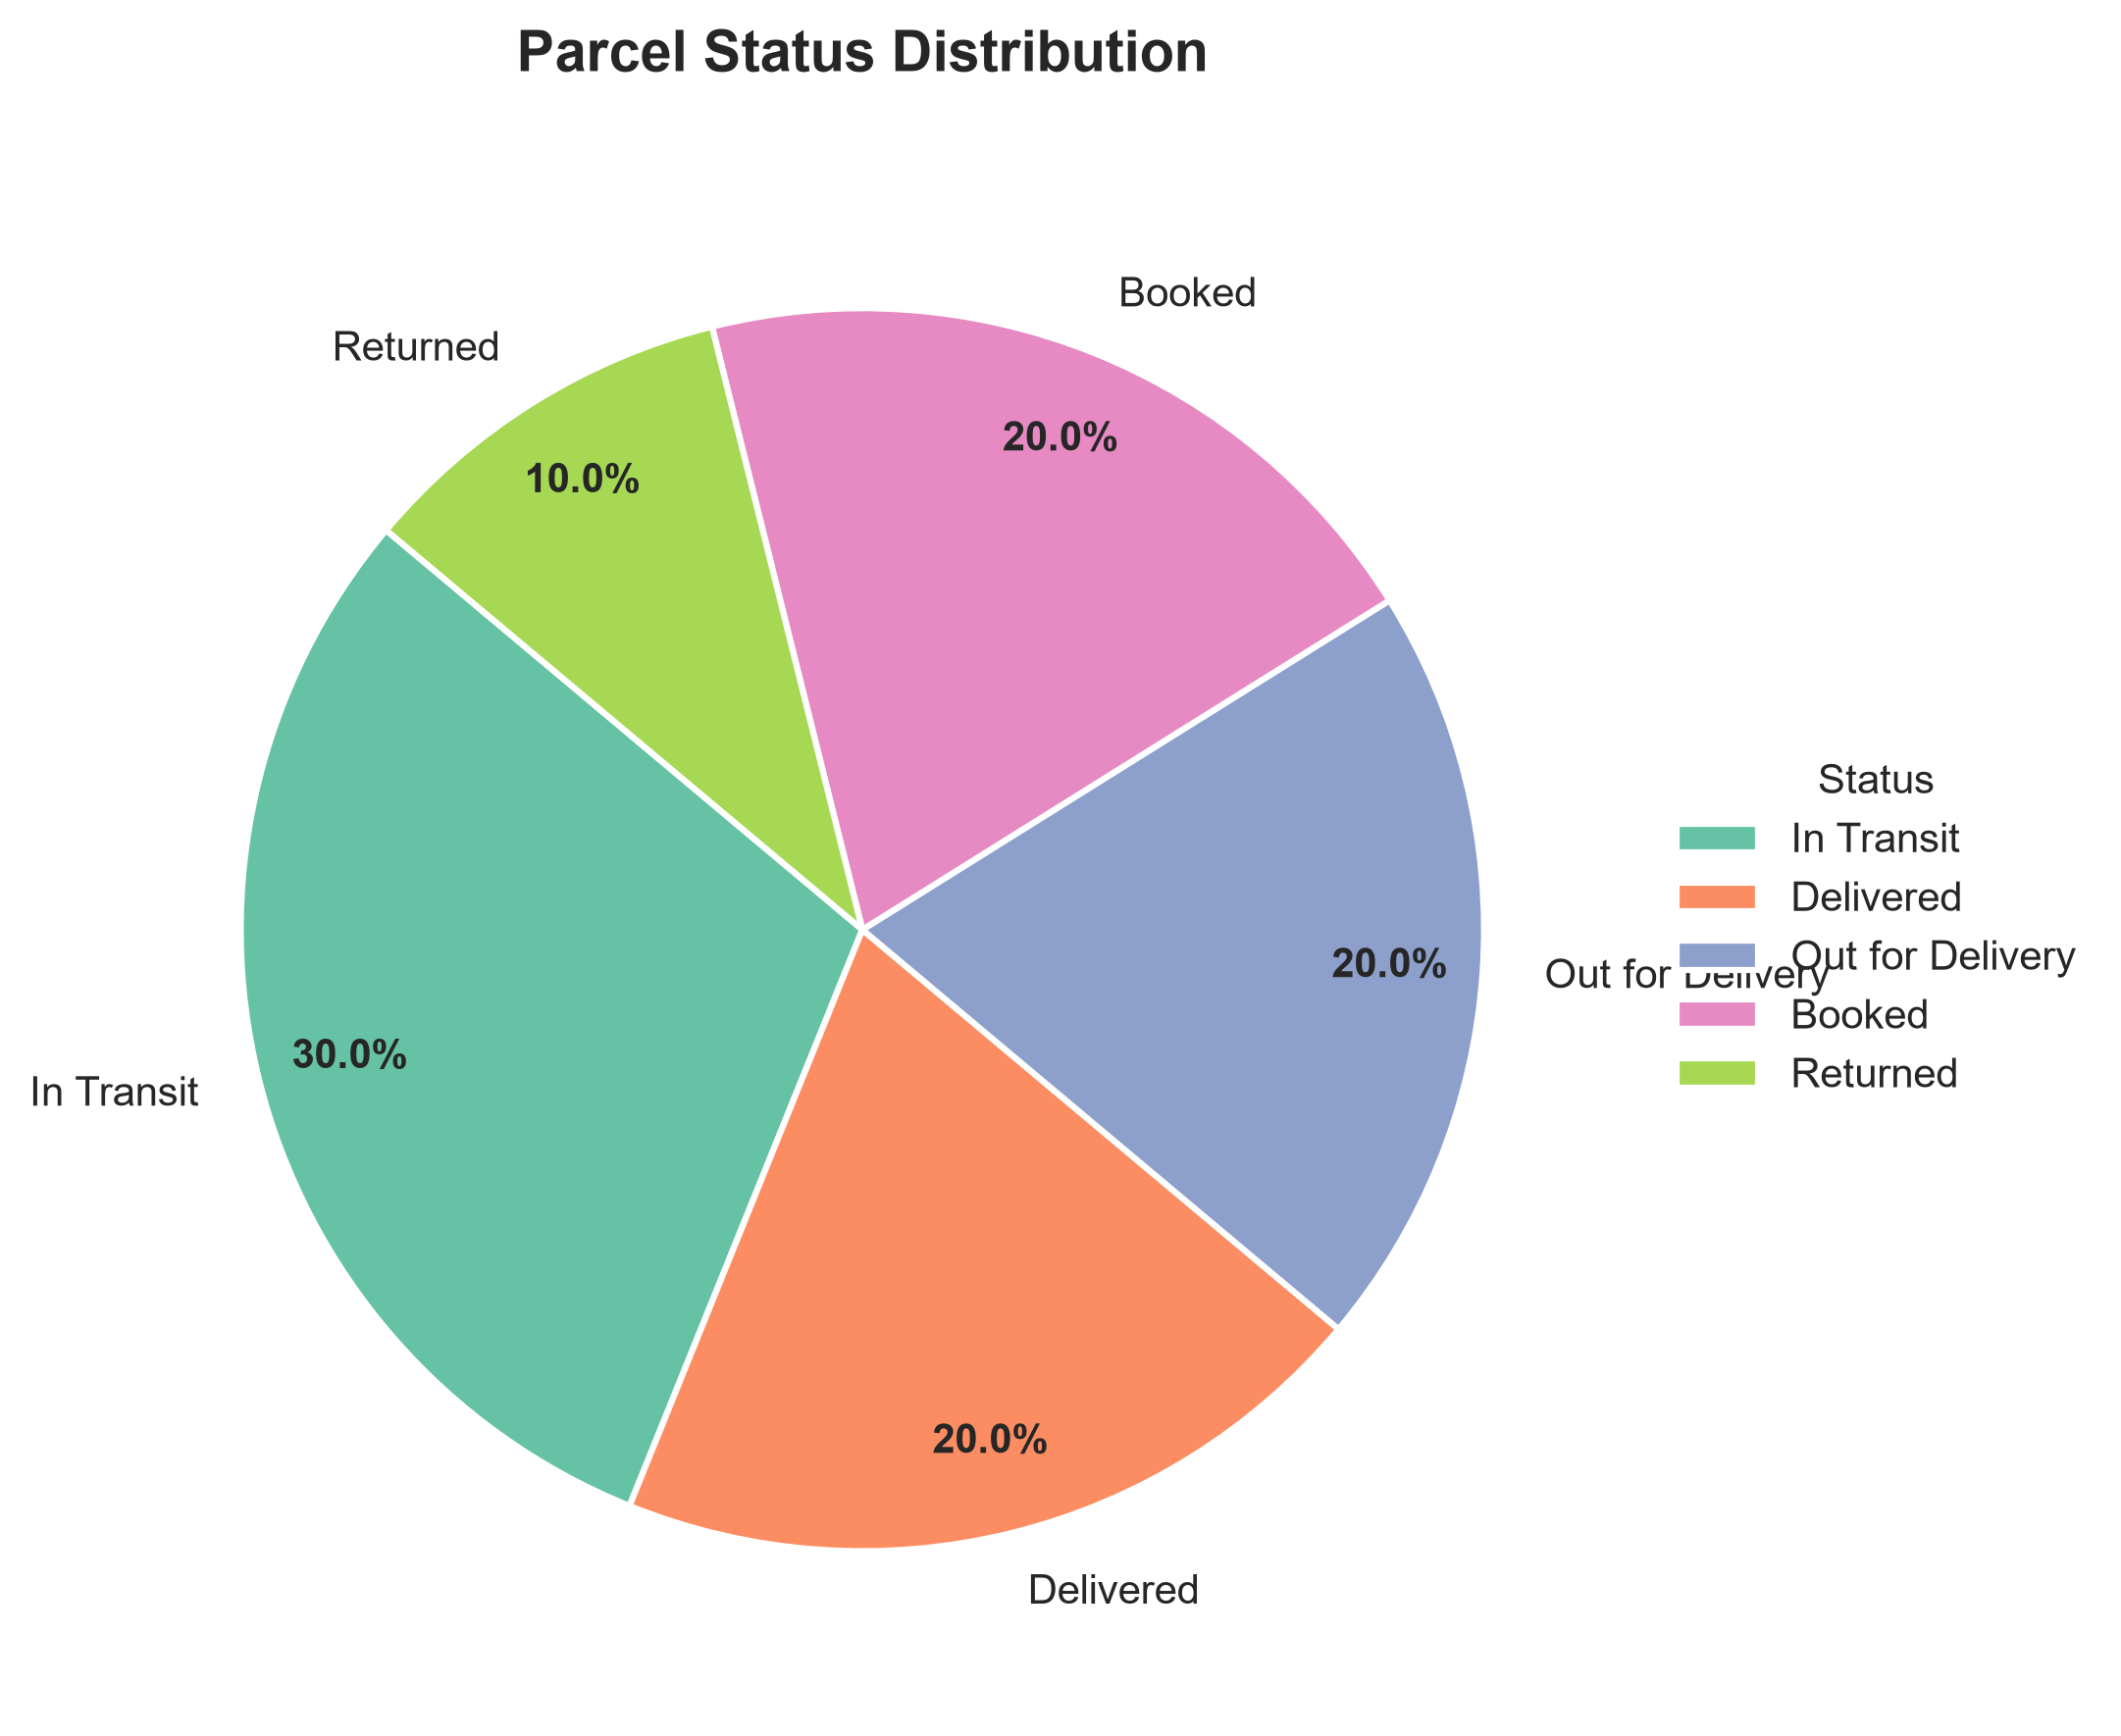 Parcel Status Distribution
Booked
Returned
20.0%
10.0%
Status
In Transit
Delivered
Out for Delivery
Booked
Returned
20.0%
Out for Delivery
30.0%
In Transit
20.0%
Delivered